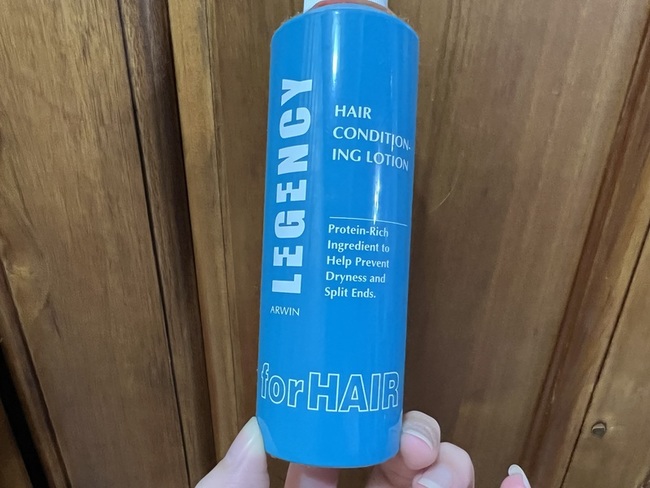 LEGENCY
ARWIN
HAIR
CONDITION-
ING LOTION
Protein-Rich
Ingredient to
Help Prevent
Dryness and
Split Ends.
for HAIR